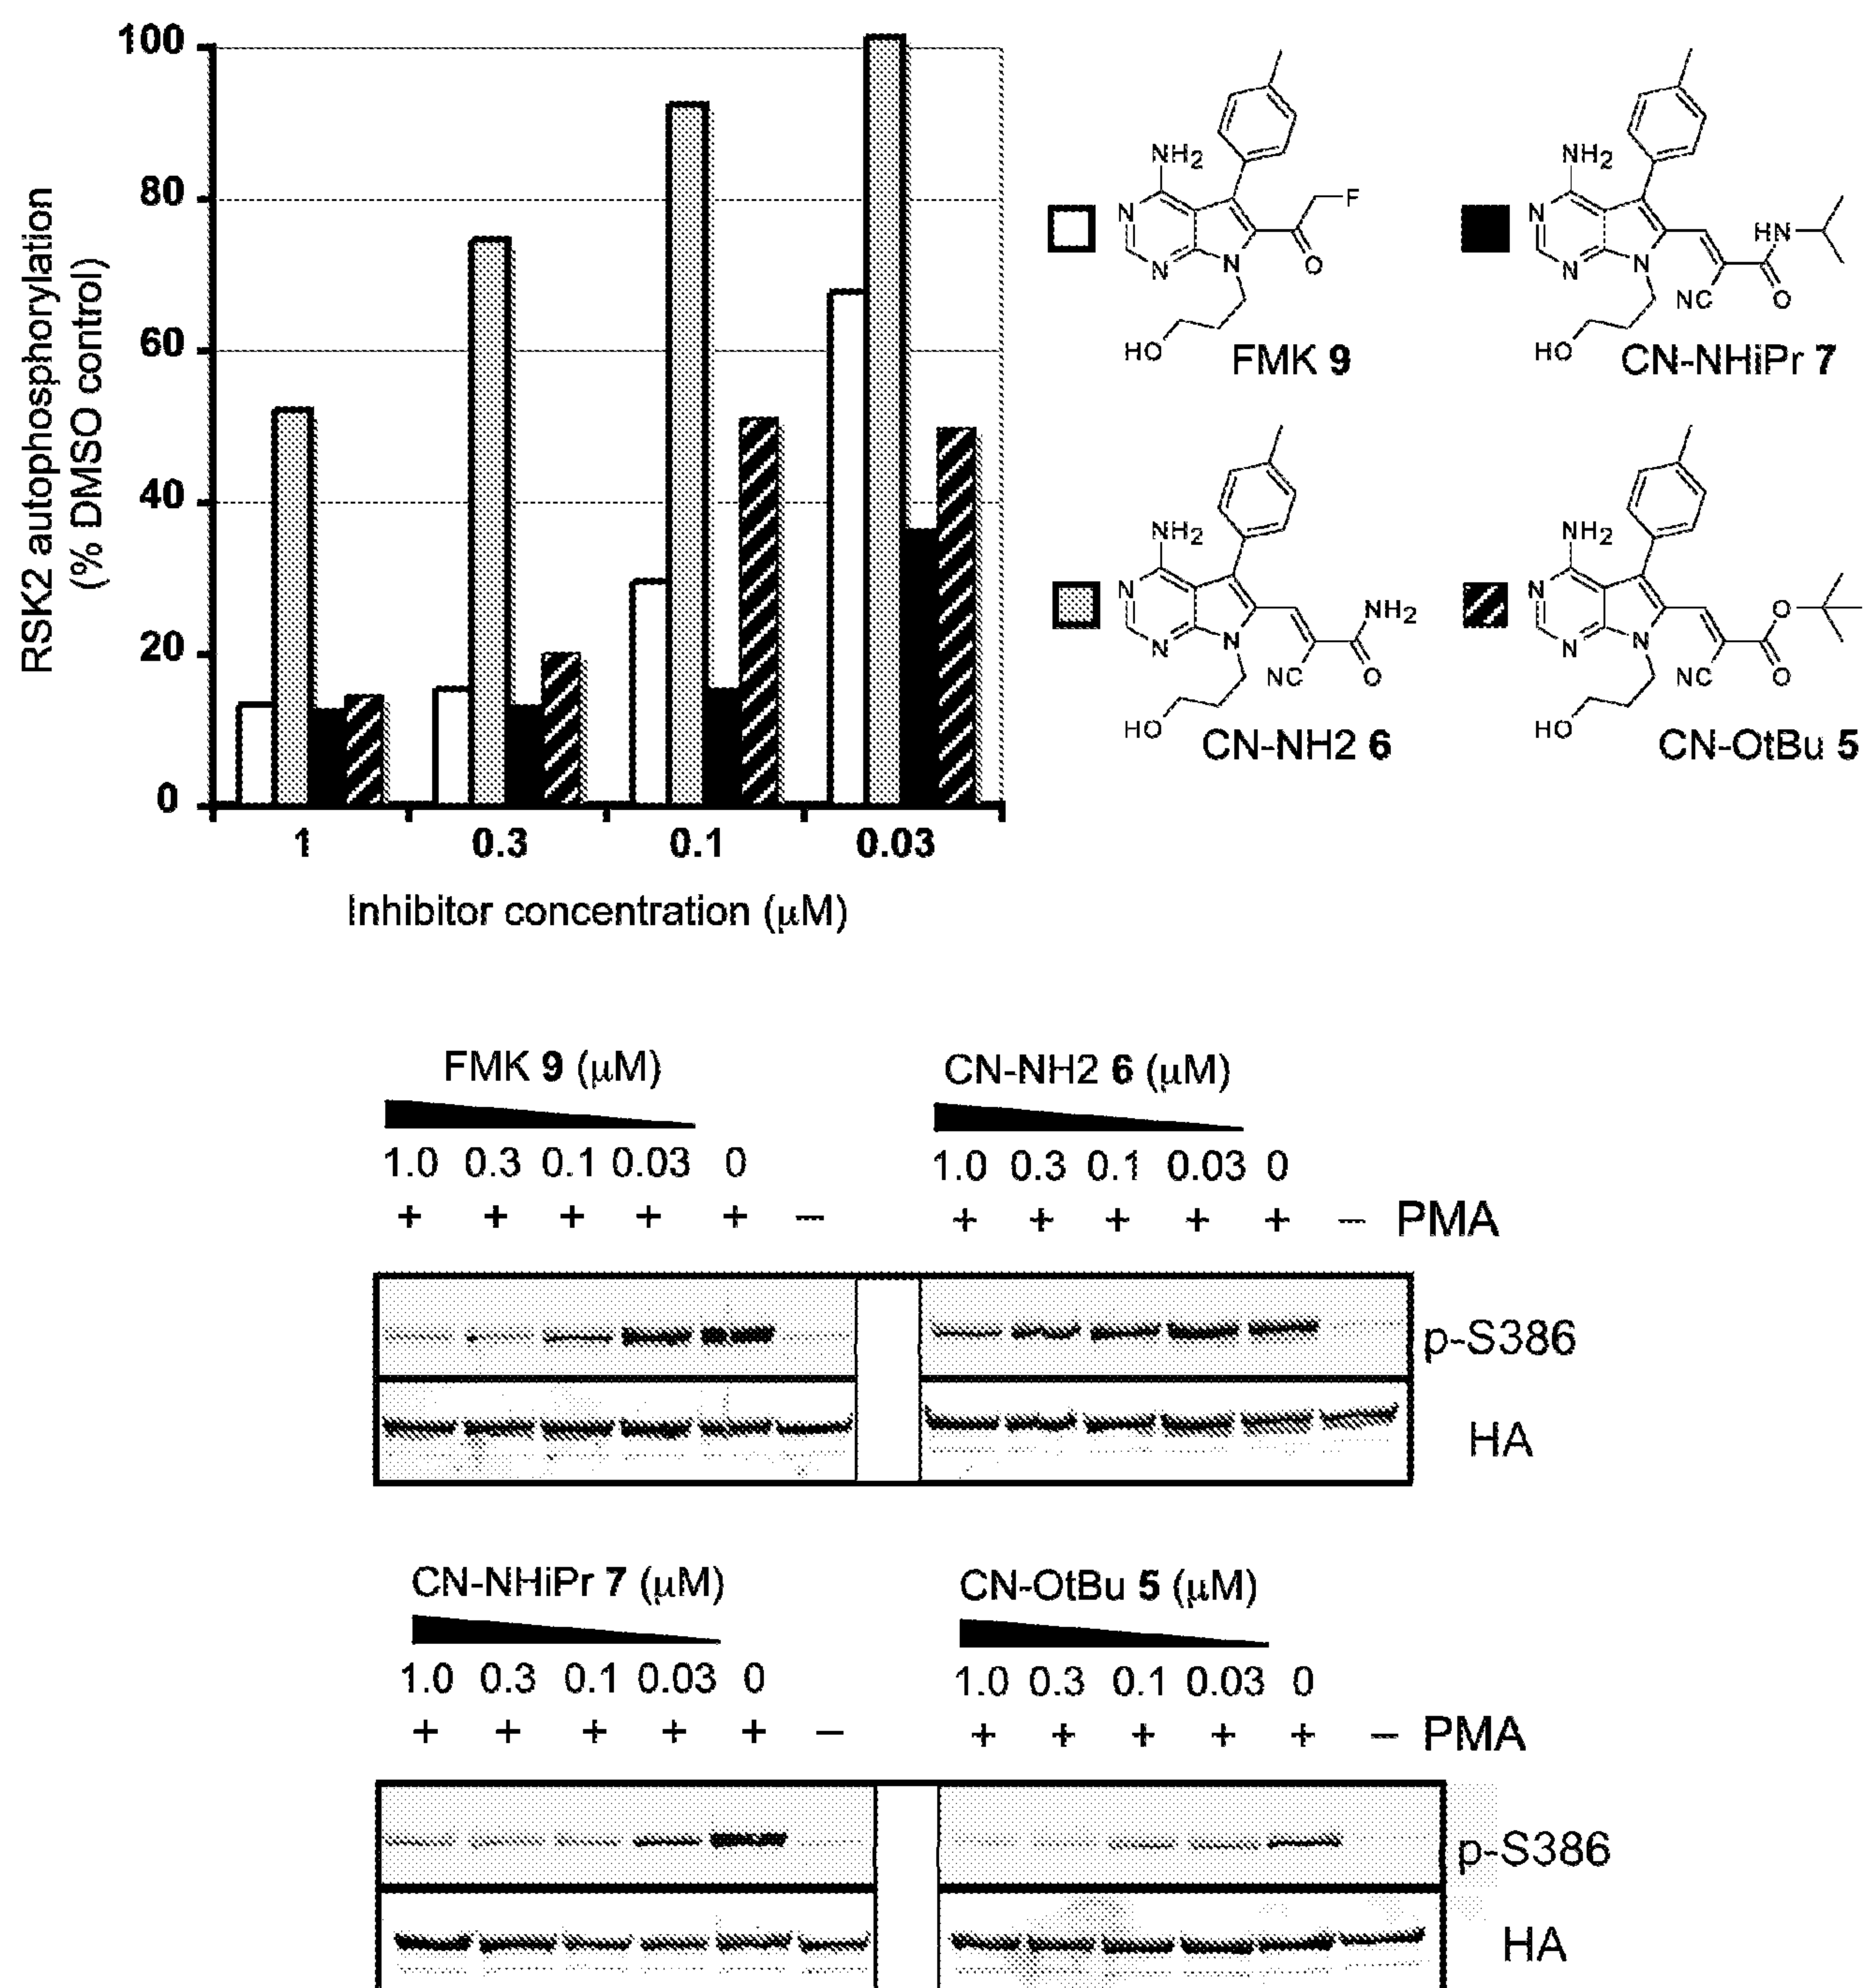 RSK2 autophosphorylation
(% DMSO control)
100
80
60
40
20
0
1 0.3 0.1 0.03
Inhibitor concentration (μM)
NH2
N
N
N
F
O
HO
FMK 9
NH2
N
N
N
HN
NC
O
HO
CN-NHiPr 7
NH2
N
N
N
NH2
NC
O
HO
CN-NH2 6
NH2
N
N
N
O
NC
O
HO
CN-OtBu 5
FMK 9 (μM) CN-NH2 6 (μM)
1.0 0.3 0.1 0.03 0 1.0 0.3 0.1 0.03 0
+ + + + + − + + + + + − PMA
p-S386
HA
CN-NHiPr 7 (μM) CN-OtBu 5 (μM)
1.0 0.3 0.1 0.03 0 1.0 0.3 0.1 0.03 0
+ + + + + − + + + + + − PMA
p-S386
HA